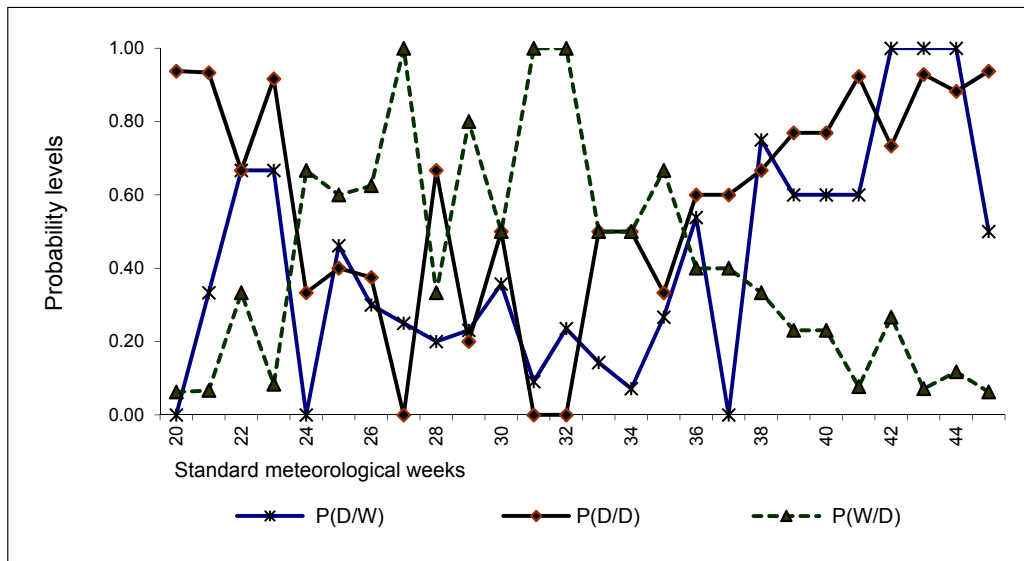 Probability levels
1.00
0.80
0.60
0.40
0.20
0.00
20 22 24 26 28 30 32 34 36 38 40 42 44
Standard meteorological weeks
P(D/W) P(D/D) P(W/D)